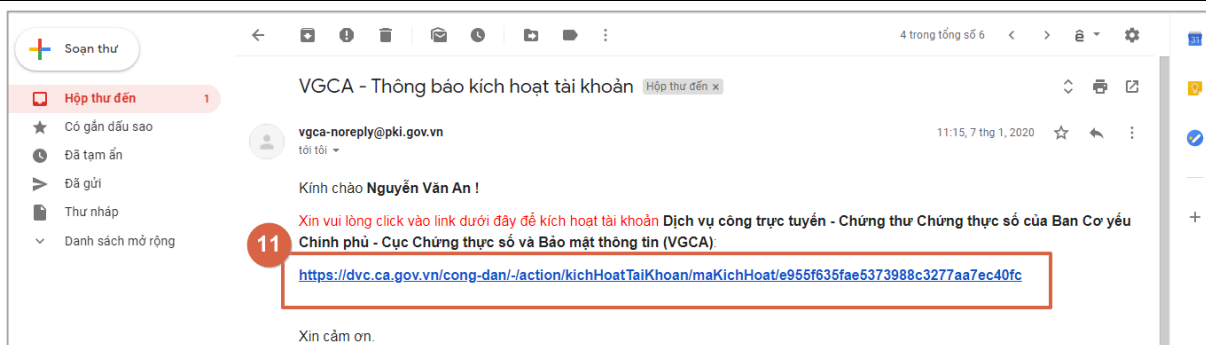 Soạn thư
4 trong tổng số 6
31
Hộp thư đến 1
Có gắn dấu sao
Đã tạm ẩn
Đã gửi
Thư nháp
Danh sách mở rộng
VGCA - Thông báo kích hoạt tài khoản Hộp thư đến x
vgca-noreply@pki.gov.vn 11:15, 7 thg 1, 2020
tới tôi
Kính chào Nguyễn Văn An !
Xin vui lòng click vào link dưới đây để kích hoạt tài khoản Dịch vụ công trực tuyến - Chứng thư Chứng thực số của Ban Cơ yếu
Chính phủ - Cục Chứng thực số và Bảo mật thông tin (VGCA):
11
https://dvc.ca.gov.vn/cong-dan/-/action/kichHoatTaiKhoan/maKichHoat/e955f635fae5373988c3277aa7ec40fc
Xin cảm ơn.